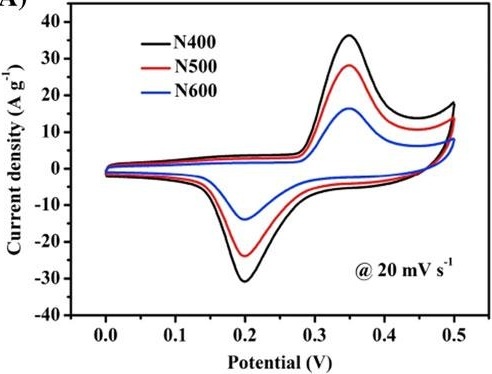 A)
40
30
20
10
0
-10
-20
-30
-40
Current density (A g⁻¹)
N400
N500
N600
@ 20 mV s⁻¹
0.0 0.1 0.2 0.3 0.4 0.5
Potential (V)